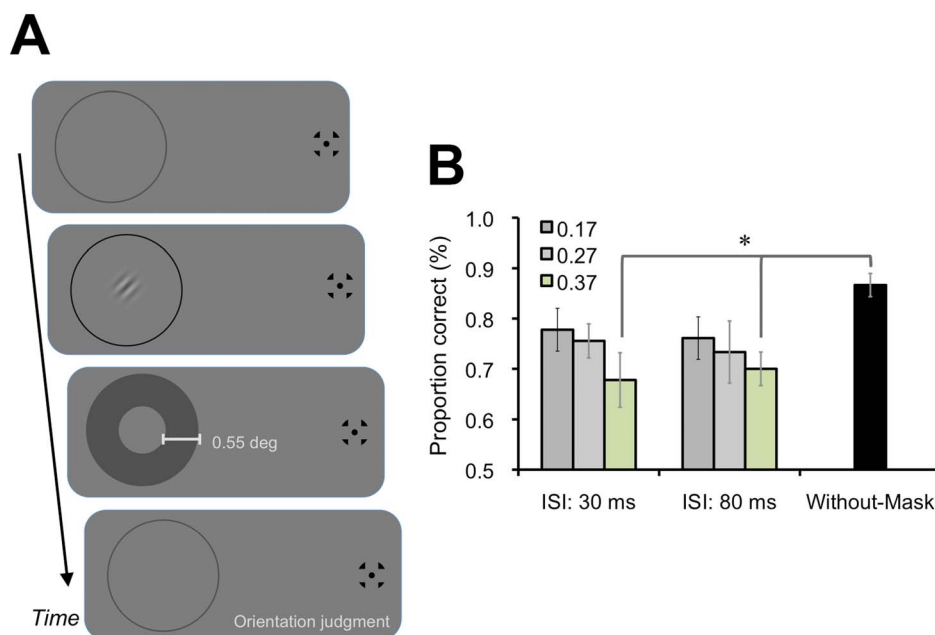 A
0.55 deg
Time
Orientation judgment
B
Proportion correct (%)
1.0
0.9
0.8
0.7
0.6
0.5
0.17
0.27
0.37
*
ISI: 30 ms
ISI: 80 ms
Without-Mask